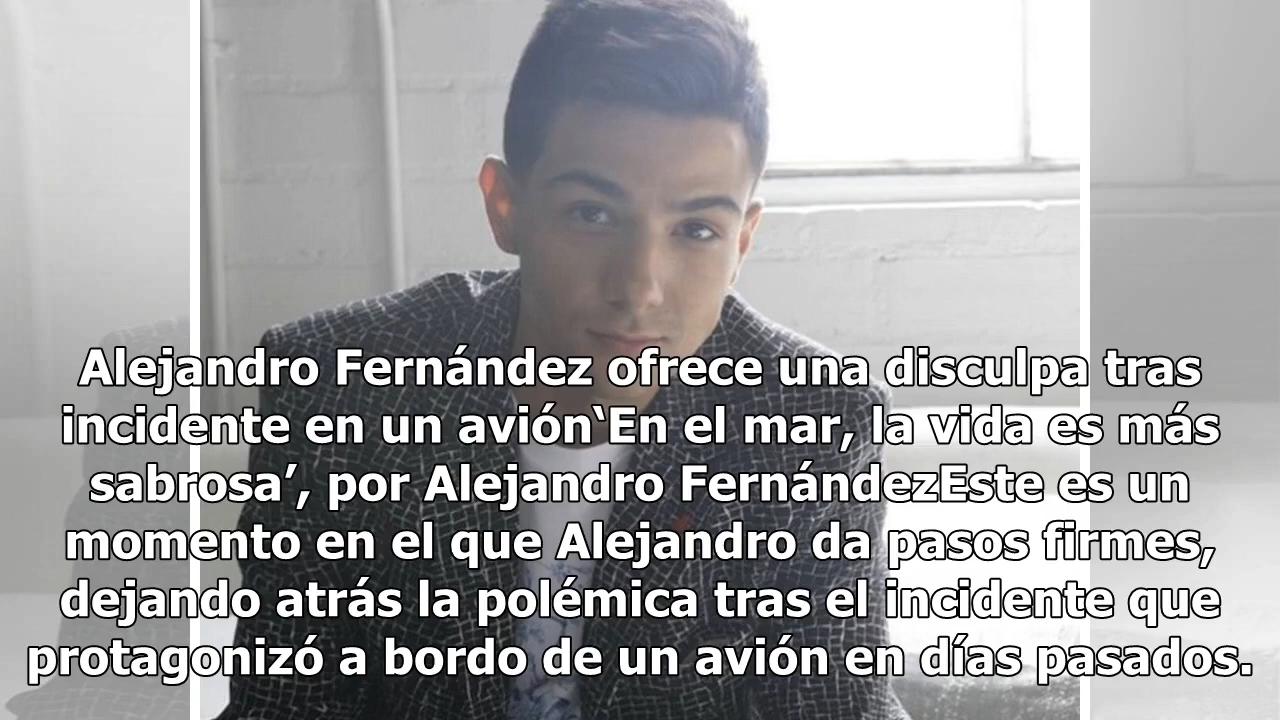 Alejandro Fernández ofrece una disculpa tras
incidente en un avión‘En el mar, la vida es más
sabrosa’, por Alejandro FernándezEste es un
momento en el que Alejandro da pasos firmes,
dejando atrás la polémica tras el incidente que
protagonizó a bordo de un avión en días pasados.